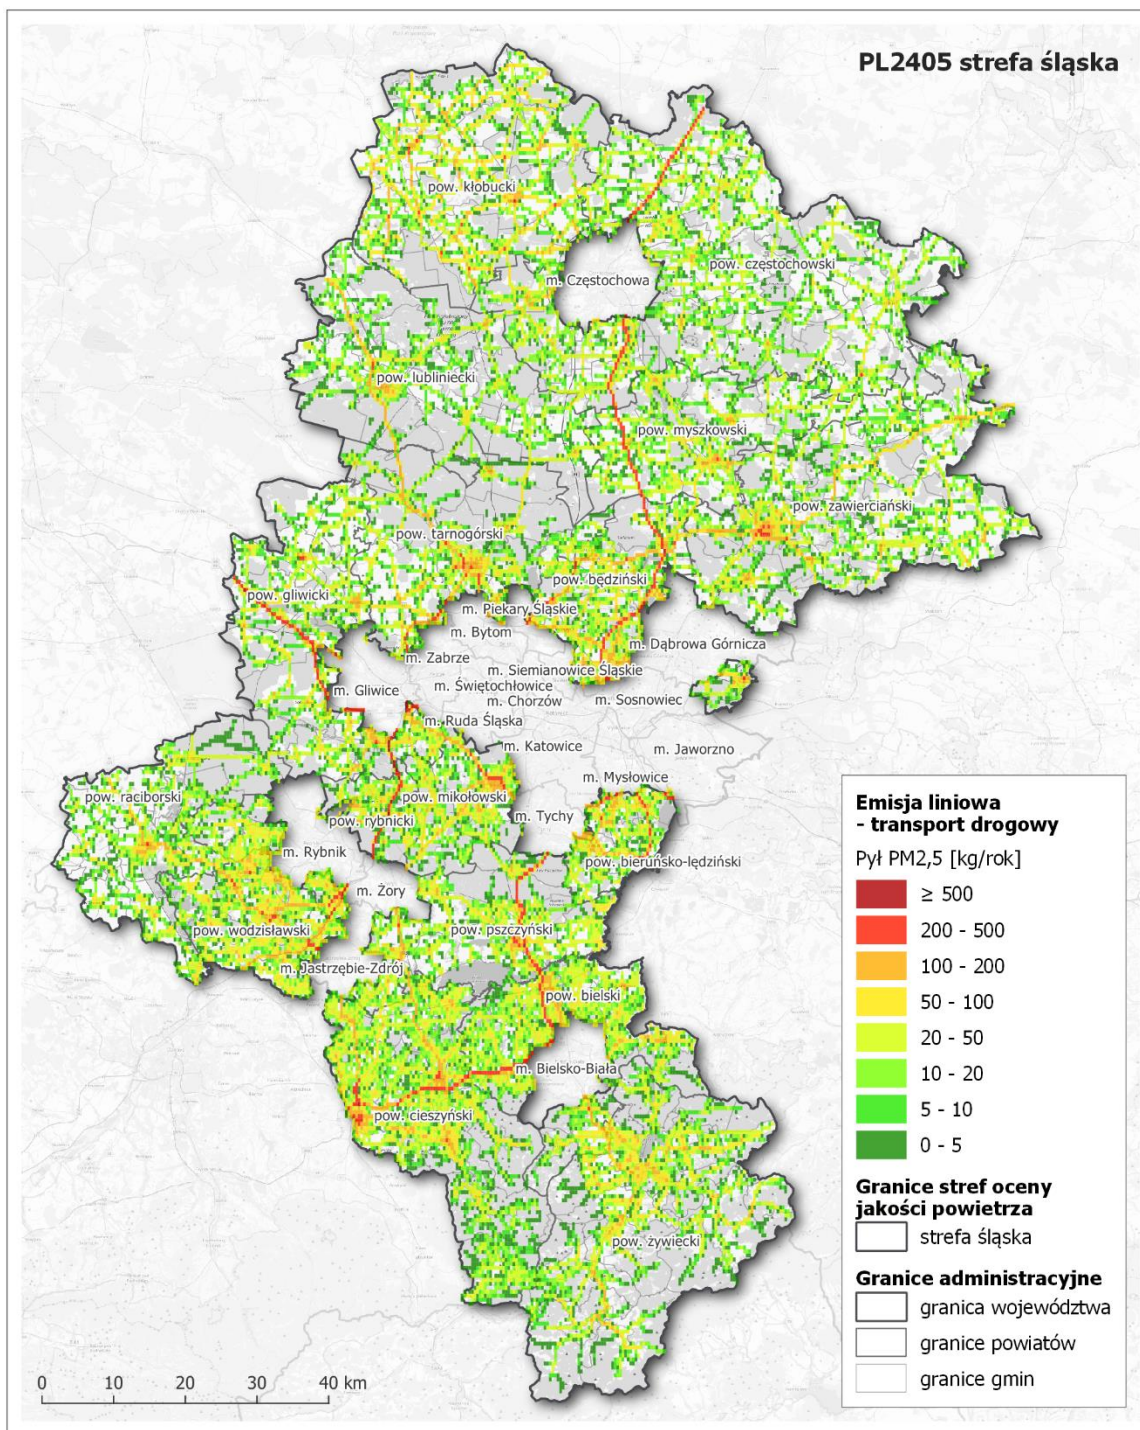 PL2405 strefa śląska
pow. kłobucki
pow. częstochowski
m. Częstochowa
pow. lubliniecki
pow. myszkowski
pow. zawierciański
pow. tarnogórski
pow. będziński
pow. gliwicki
m. Piekary Śląskie
m. Bytom
m. Dąbrowa Górnicza
m. Zabrze
m. Siemianowice Śląskie
m. Świętochłowice
m. Gliwice
m. Chorzów
m. Sosnowiec
m. Ruda Śląska
m. Katowice
m. Jaworzno
m. Mysłowice
pow. raciborski
pow. mikołowski
m. Tychy
pow. rybnicki
m. Rybnik
pow. bieruńsko-lędziński
m. Żory
pow. wodzisławski
pow. pszczyński
m. Jastrzębie-Zdrój
pow. bielski
m. Bielsko-Biała
pow. cieszyński
pow. żywiecki
Emisja liniowa
- transport drogowy
Pył PM2,5 [kg/rok]
≥ 500
200 - 500
100 - 200
50 - 100
20 - 50
10 - 20
5 - 10
0 - 5
Granice stref oceny
jakości powietrza
strefa śląska
Granice administracyjne
granica województwa
granice powiatów
granice gmin
0 10 20 30 40 km